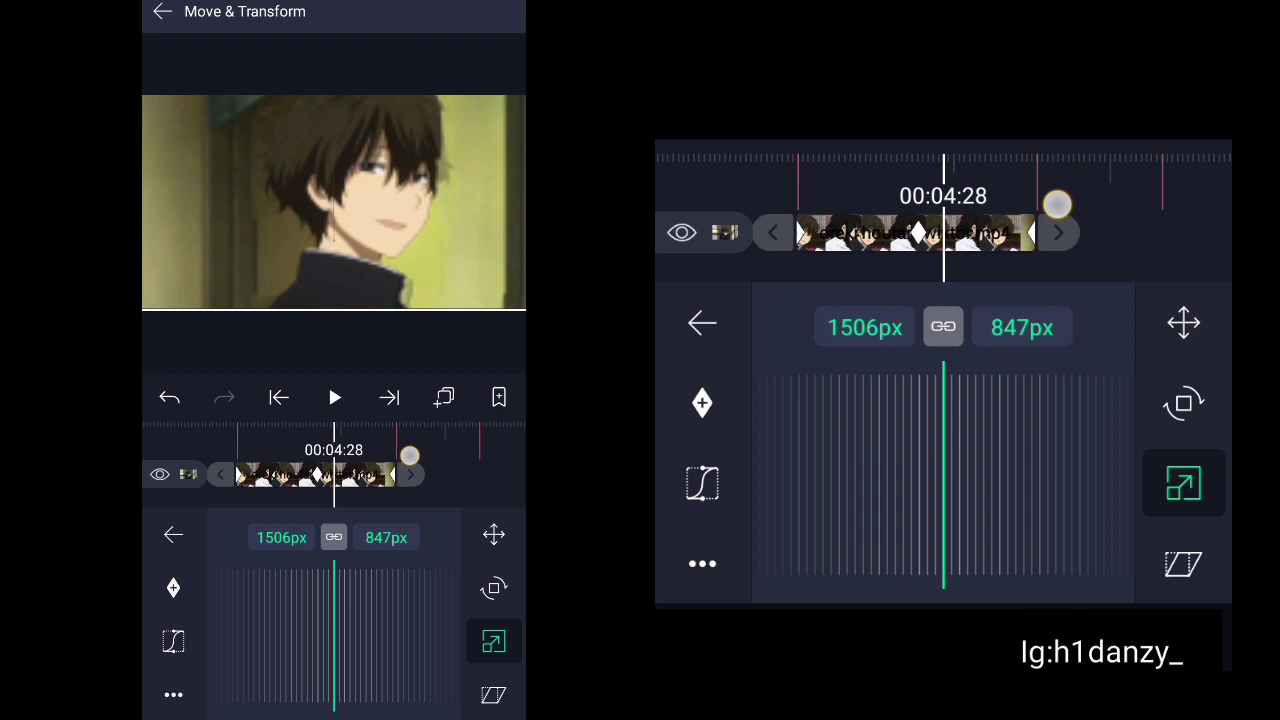 Move & Transform
00:04:28
1506px
847px
00:04:28
1506px
847px
Ig:h1danzy_